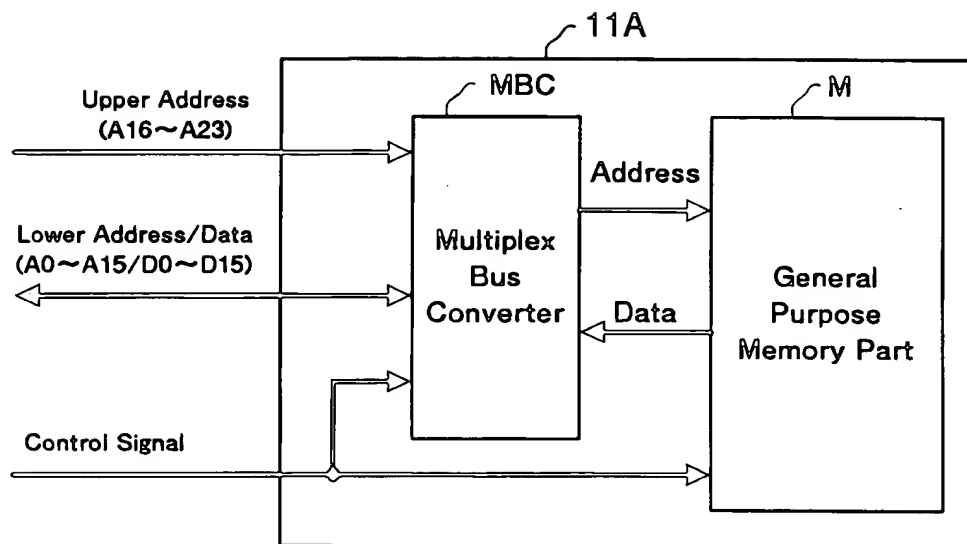 11A
MBC
M
Upper Address
(A16～A23)
Address
Lower Address/Data
(A0～A15/D0～D15)
Multiplex
Bus
Converter
Data
General
Purpose
Memory Part
Control Signal